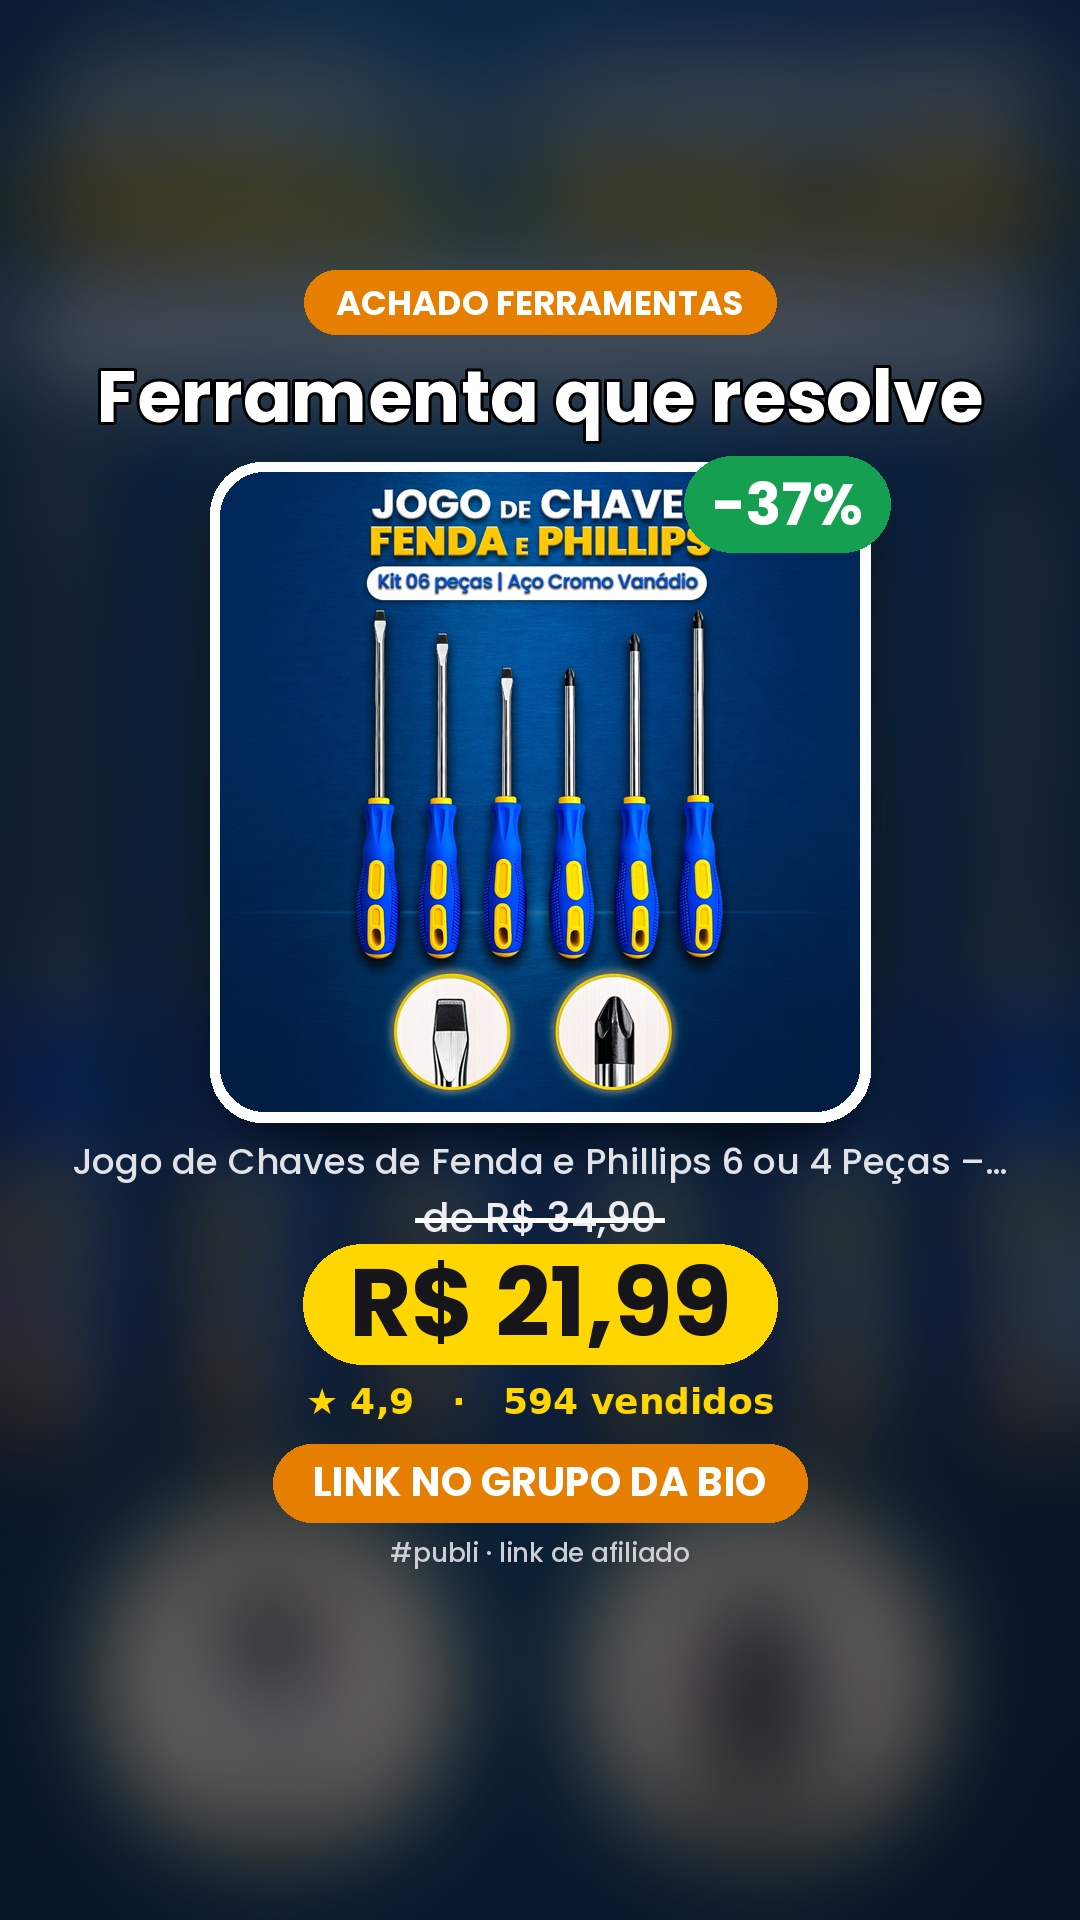 ACHADO FERRAMENTAS
Ferramenta que resolve
-37%
JOGO DE CHAVE
FENDA E PHILLIPS
Kit 06 peças | Aço Cromo Vanádio
Jogo de Chaves de Fenda e Phillips 6 ou 4 Peças –...
de R$ 34,90
R$ 21,99
★ 4,9 · 594 vendidos
LINK NO GRUPO DA BIO
#publi · link de afiliado